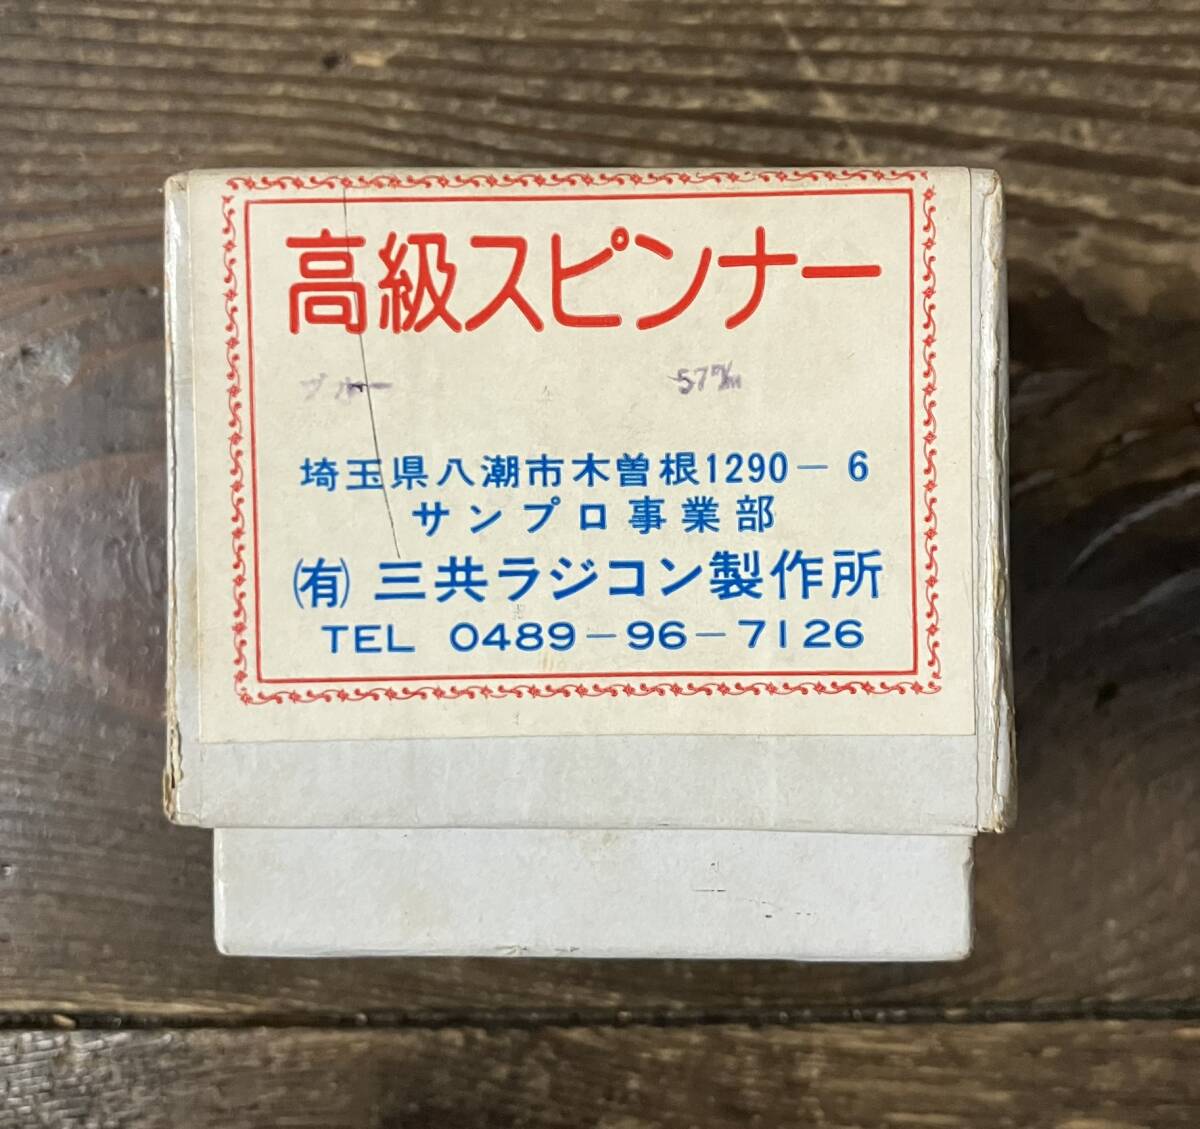 高級スピンナー
ブルー 57㎜
埼玉県八潮市木曽根1290－6
サンプロ事業部
(有) 三共ラジコン製作所
TEL 0489－96－7126